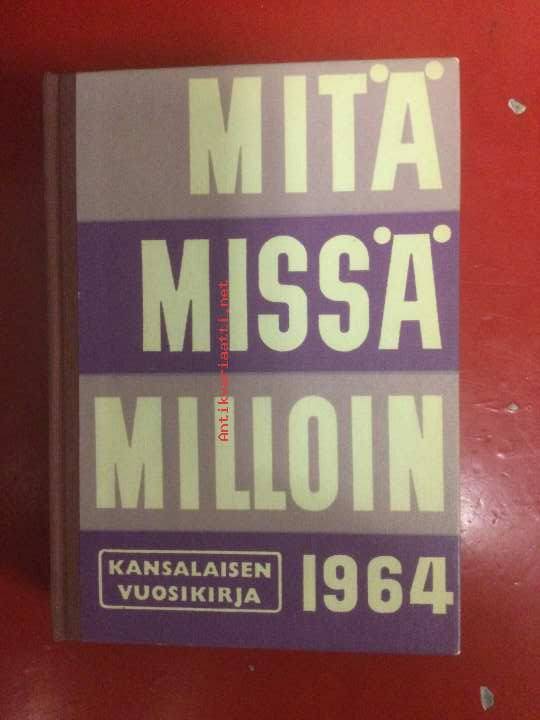 MITÄ
MISSÄ
MILLOIN
KANSALAISEN
VUOSIKIRJA
1964
Antikvariaatti.net